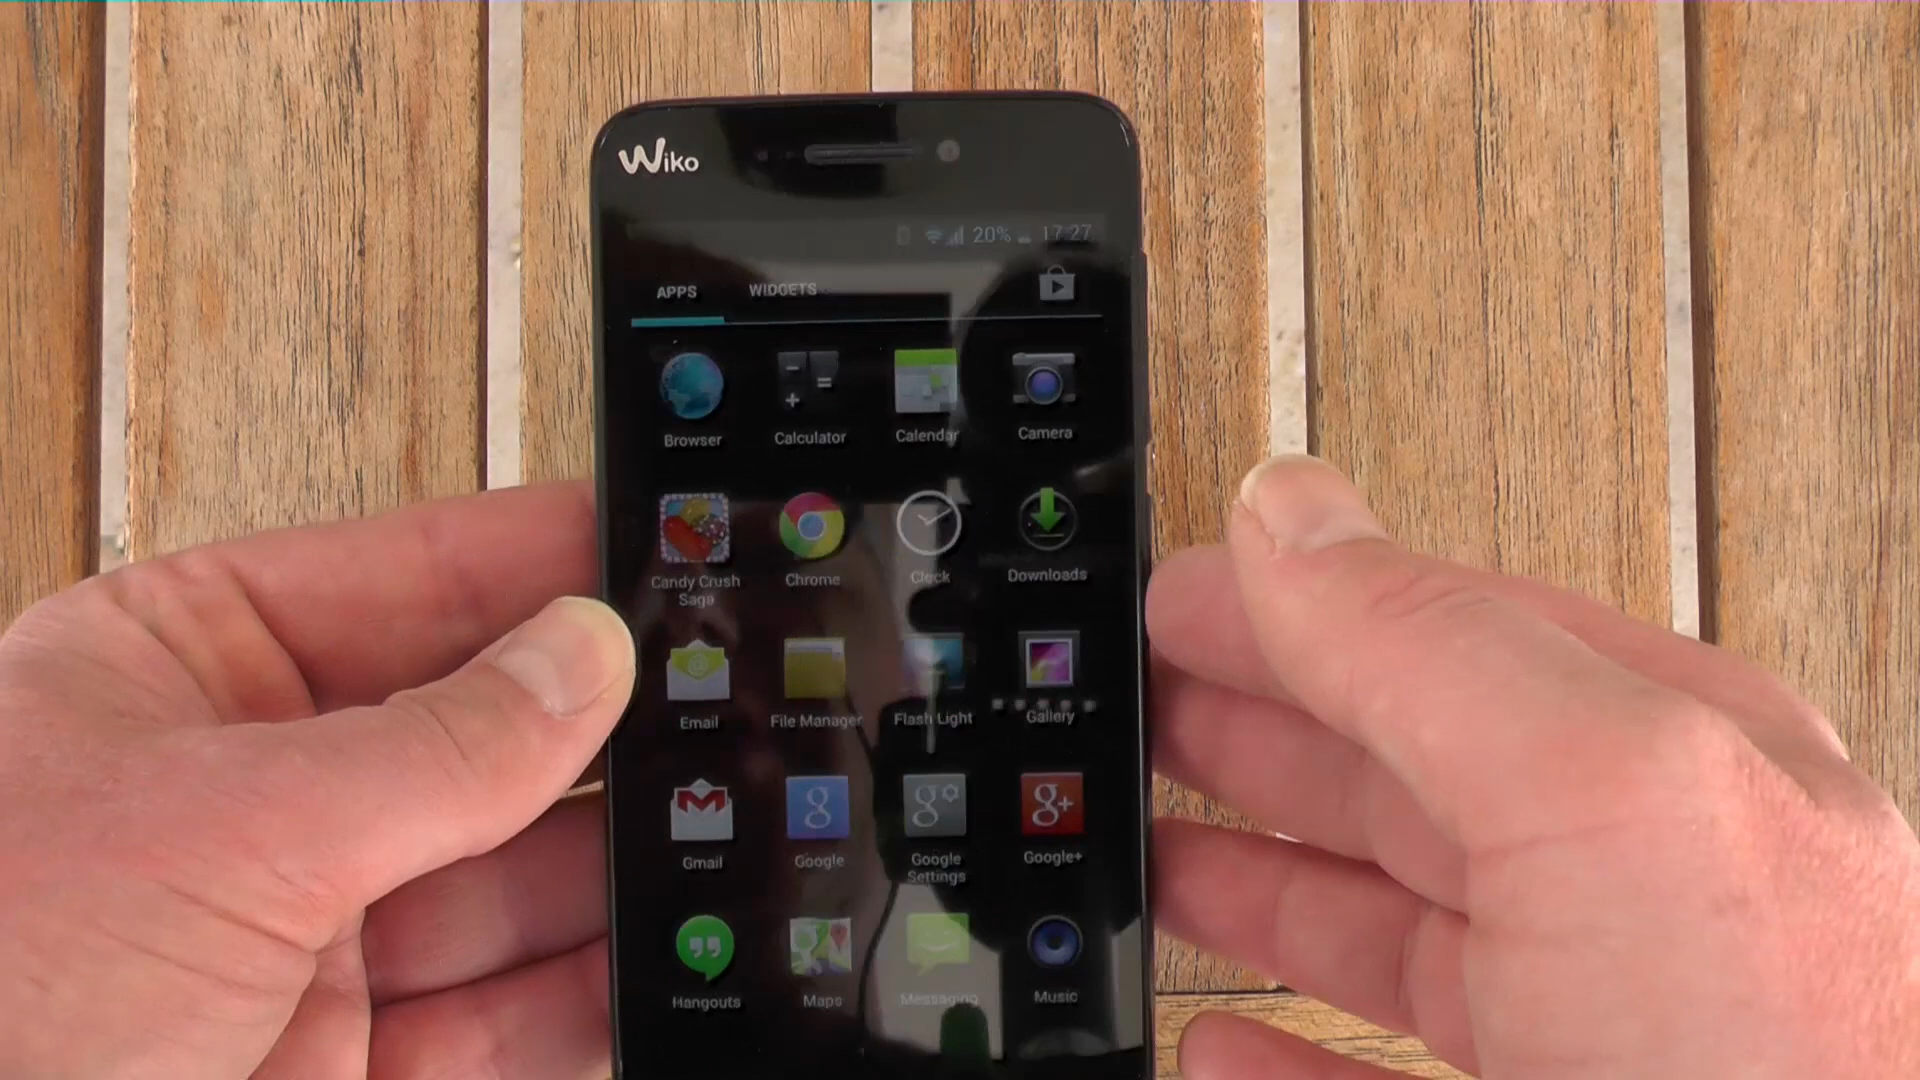 Wiko
20% 17:27
APPS WIDGETS
Browser Calculator Calendar Camera
Candy Crush Saga Chrome Clock Downloads
Email File Manager Flash Light Gallery
Gmail Google Google Settings Google+
Hangouts Maps Messaging Music